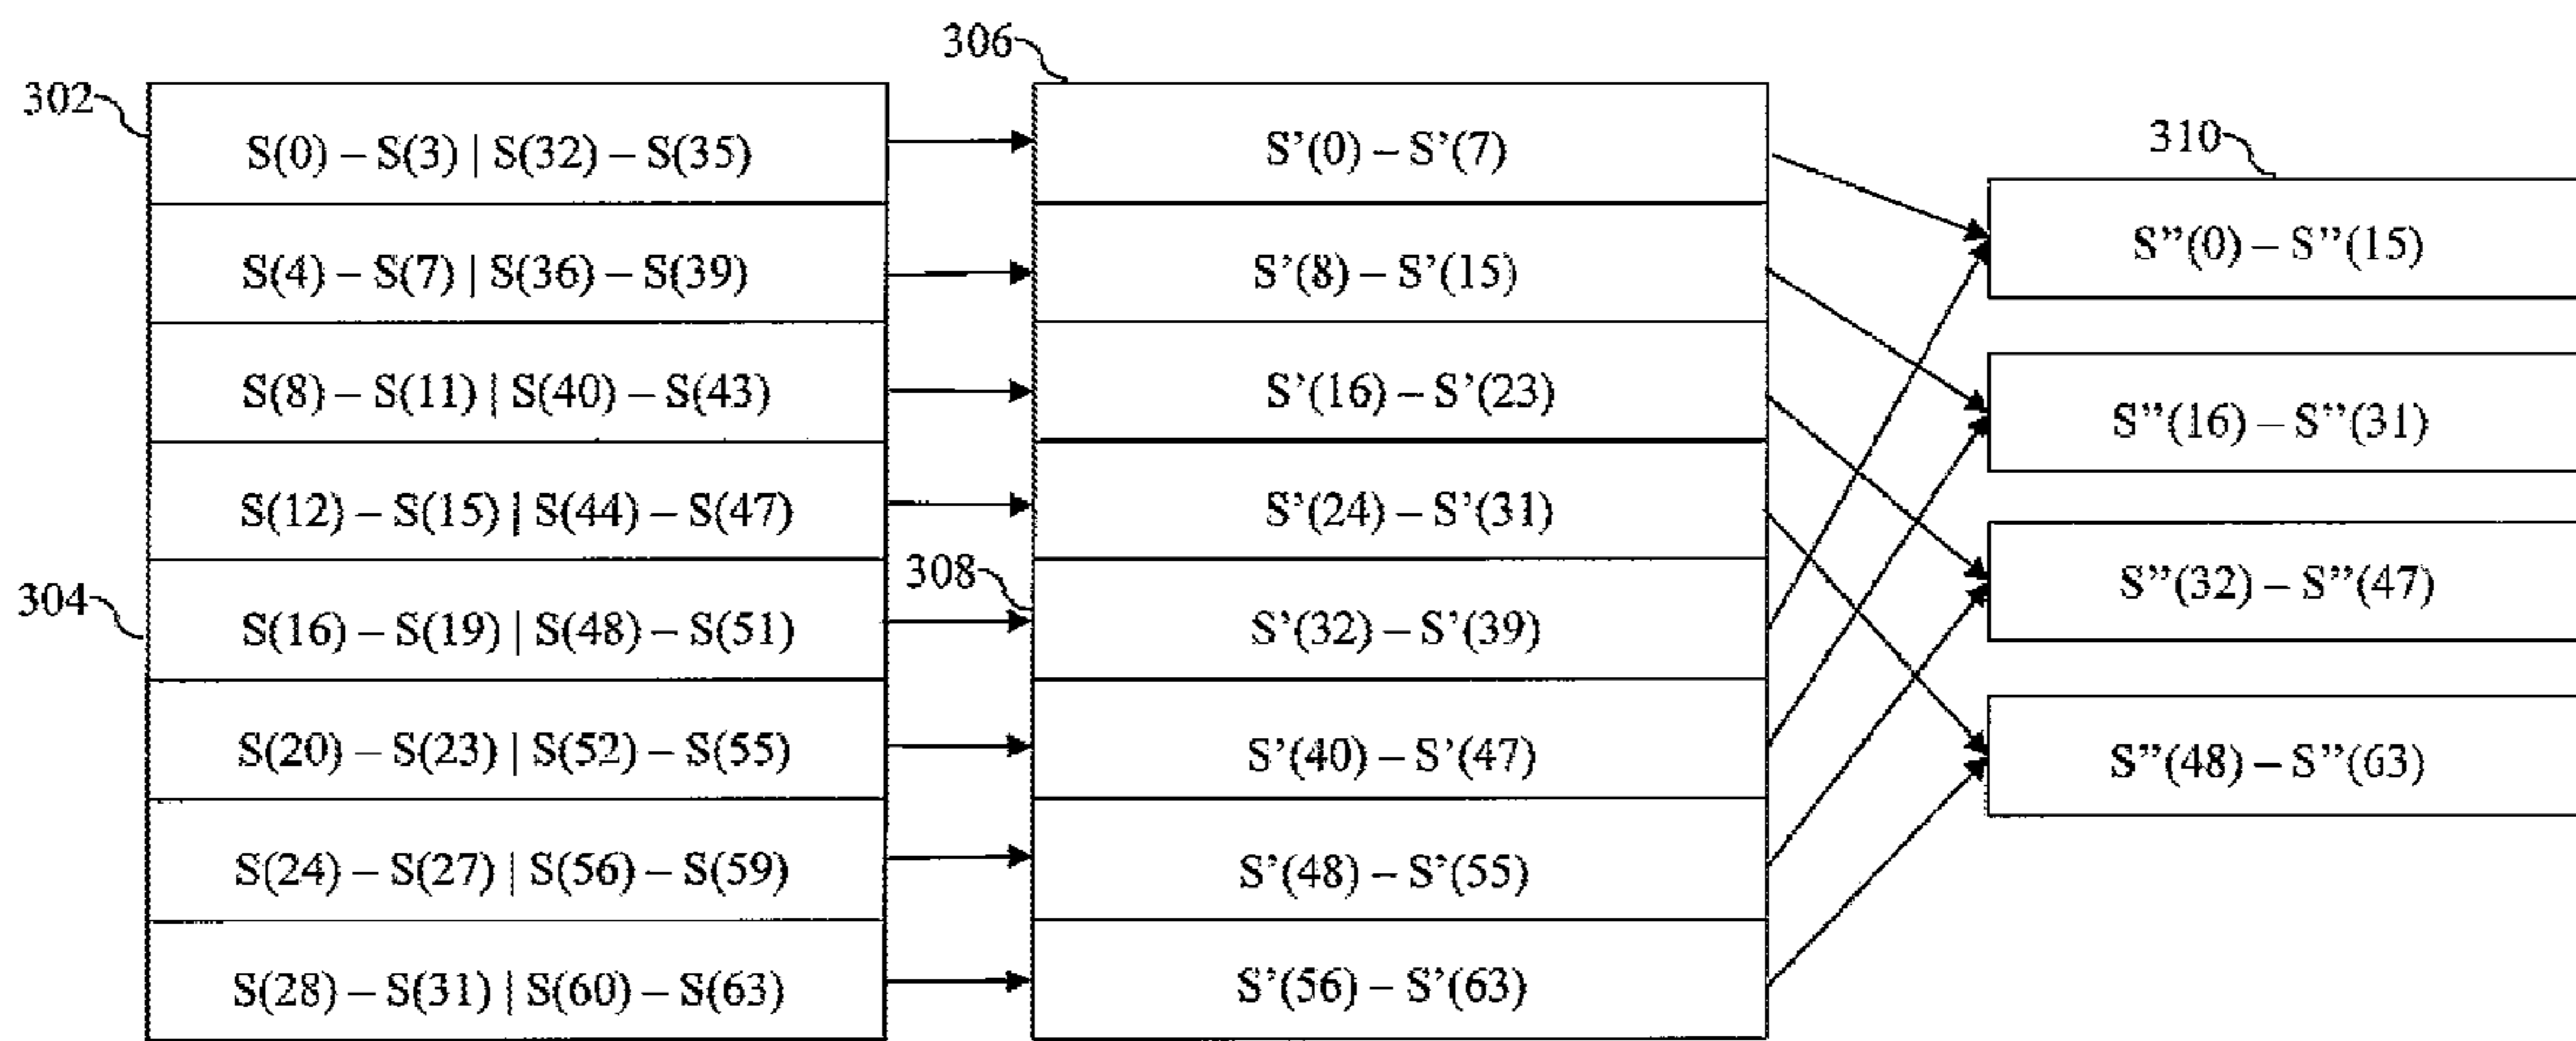 306
302
310
S(0) – S(3) | S(32) – S(35)
S’(0) – S’(7)
S”(0) – S”(15)
S(4) – S(7) | S(36) – S(39)
S’(8) – S’(15)
S(8) – S(11) | S(40) – S(43)
S’(16) – S’(23)
S”(16) – S”(31)
S(12) – S(15) | S(44) – S(47)
S’(24) – S’(31)
308
S”(32) – S”(47)
304
S(16) – S(19) | S(48) – S(51)
S’(32) – S’(39)
S(20) – S(23) | S(52) – S(55)
S’(40) – S’(47)
S”(48) – S”(63)
S(24) – S(27) | S(56) – S(59)
S’(48) – S’(55)
S(28) – S(31) | S(60) – S(63)
S’(56) – S’(63)